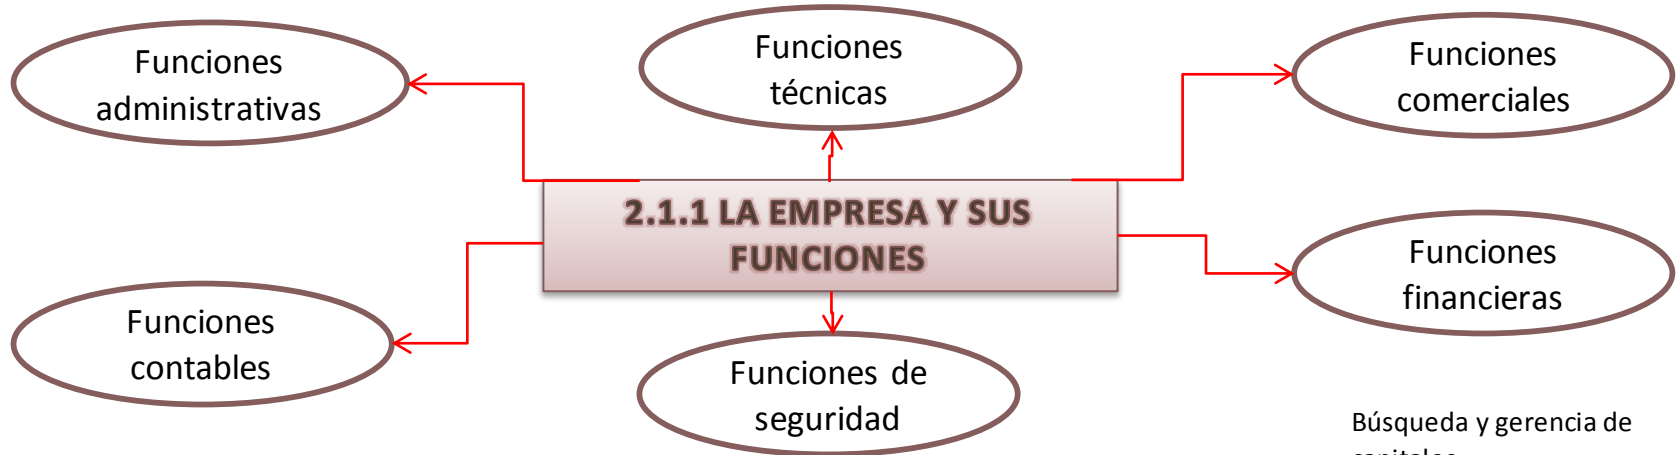 Funciones
administrativas
Funciones
técnicas
Funciones
comerciales
2.1.1 LA EMPRESA Y SUS
FUNCIONES
Funciones
contables
Funciones de
seguridad
Funciones
financieras
Búsqueda y gerencia de